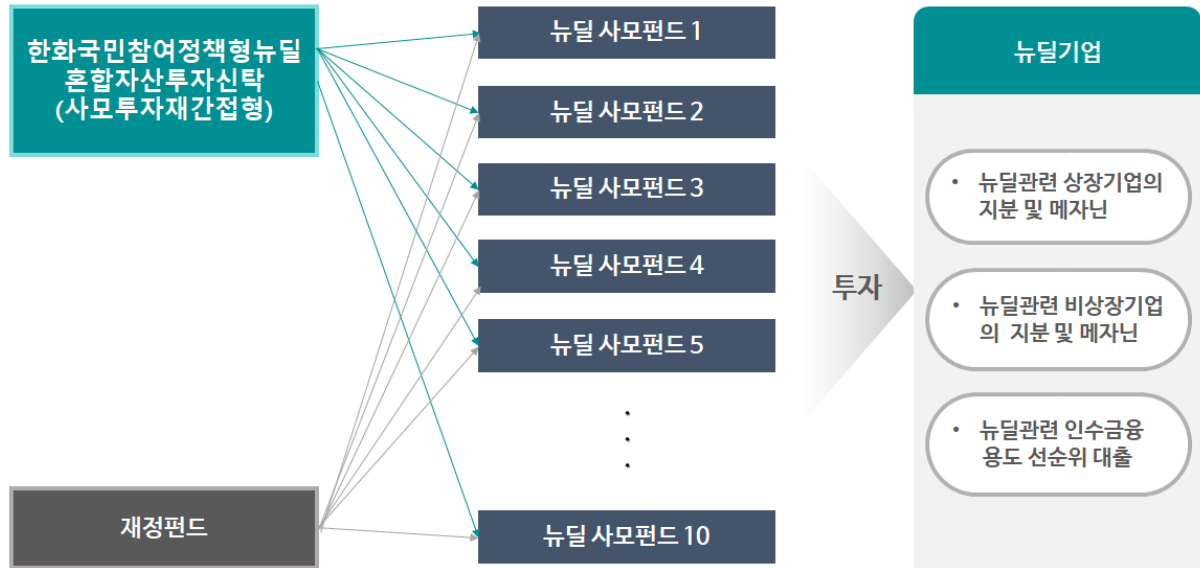 한화국민참여정책형뉴딜
혼합자산투자신탁
(사모투자재간접형)
재정펀드
뉴딜 사모펀드 1
뉴딜 사모펀드 2
뉴딜 사모펀드 3
뉴딜 사모펀드 4
뉴딜 사모펀드 5
뉴딜 사모펀드 10
투자
뉴딜기업
• 뉴딜관련 상장기업의
지분 및 메자닌
• 뉴딜관련 비상장기업
의 지분 및 메자닌
• 뉴딜관련 인수금융
용도 선순위 대출